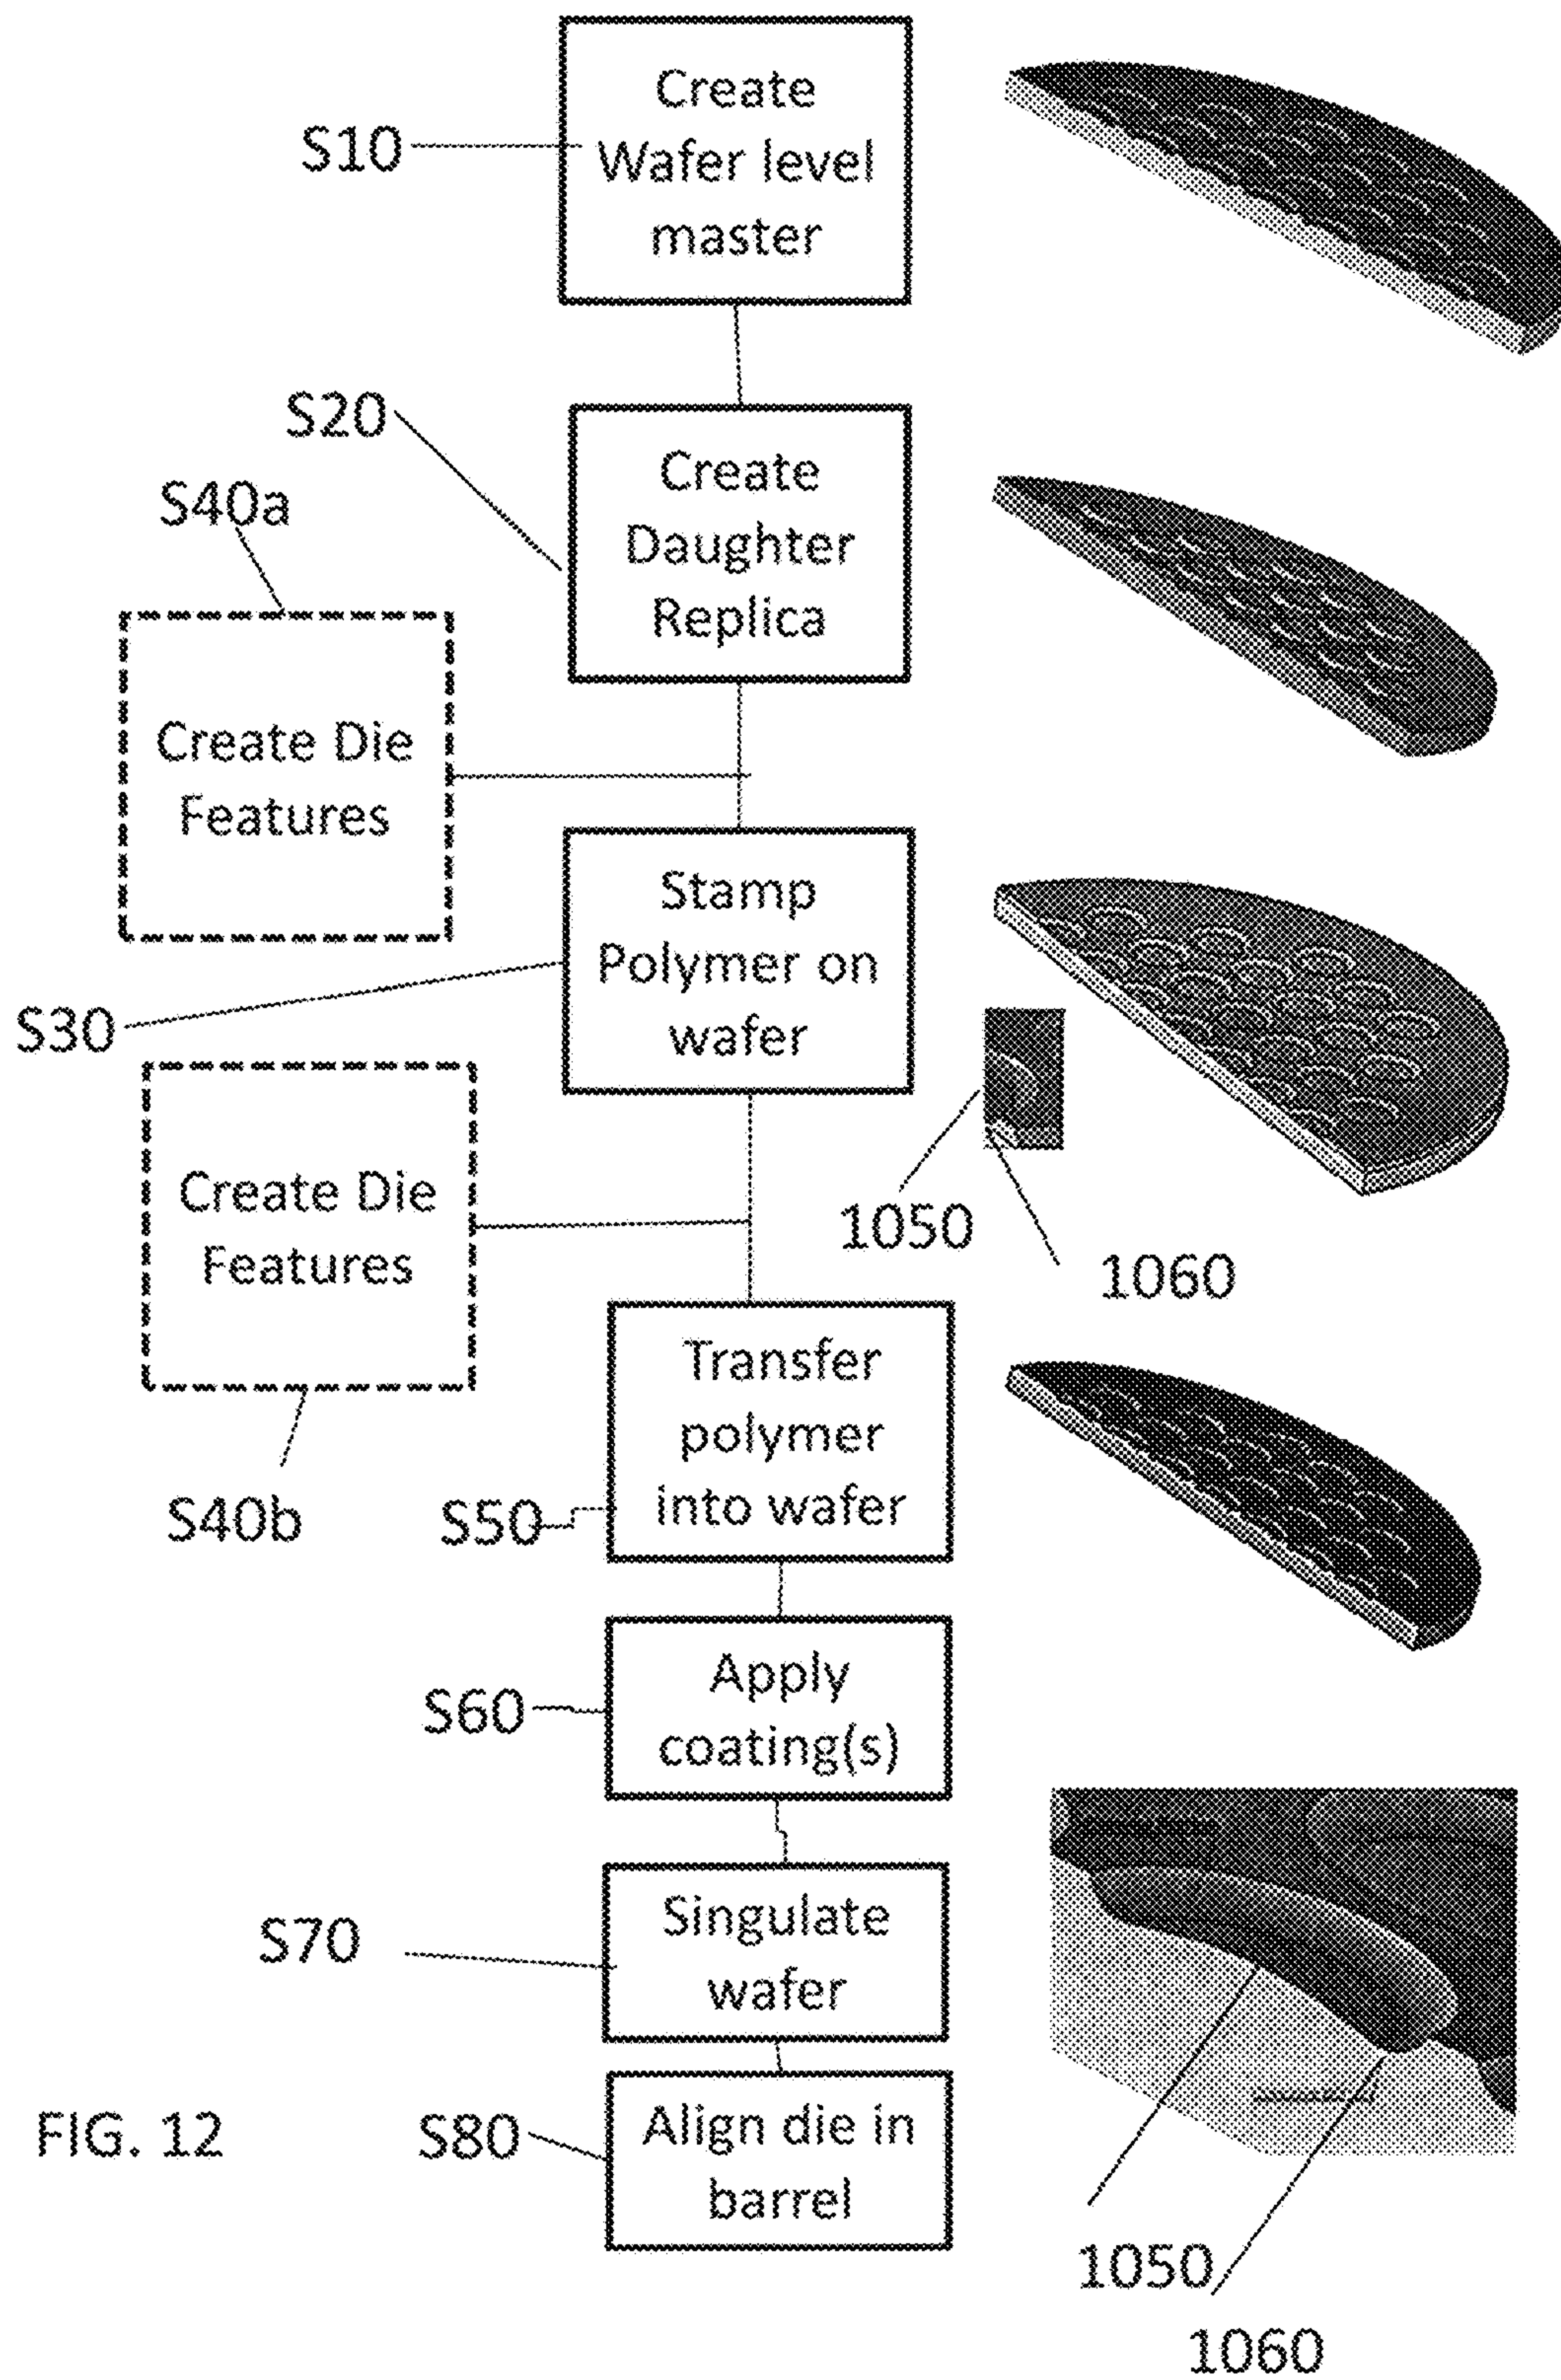 S10
Create
Wafer level
master
S20
Create
Daughter
Replica
S40a
Create Die
Features
S30
Stamp
Polymer on
wafer
1050
1060
Create Die
Features
S40b
S50
Transfer
polymer
into wafer
S60
Apply
coating(s)
S70
Singulate
wafer
S80
Align die in
barrel
1050
1060
FIG. 12